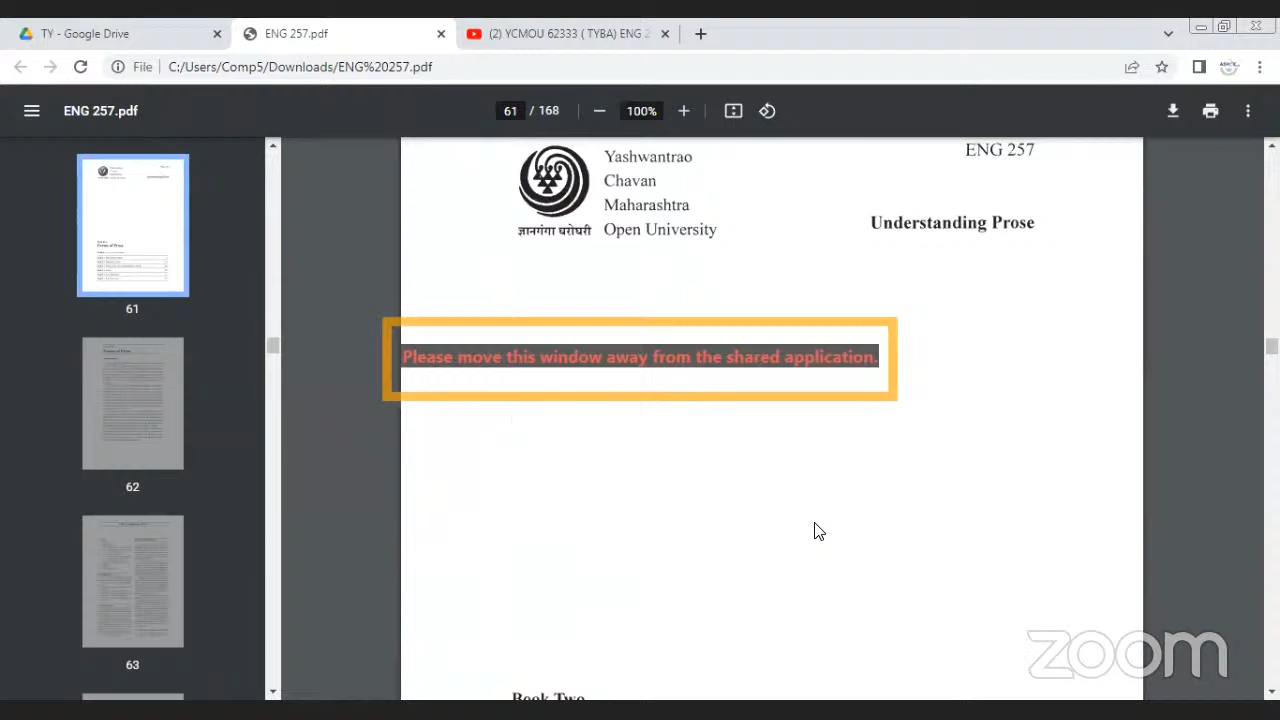 TY - Google Drive
ENG 257.pdf
(2) YCMOU 62333 ( TYBA) ENG 2
File
C:/Users/Comp5/Downloads/ENG%20257.pdf
ENG 257.pdf
61 / 168
100%
Yashwantrao
Chavan
Maharashtra
Open University
ज्ञानगंगा घरोघरी
ENG 257
Understanding Prose
Please move this window away from the shared application.
Book Two
61
62
63
zoom